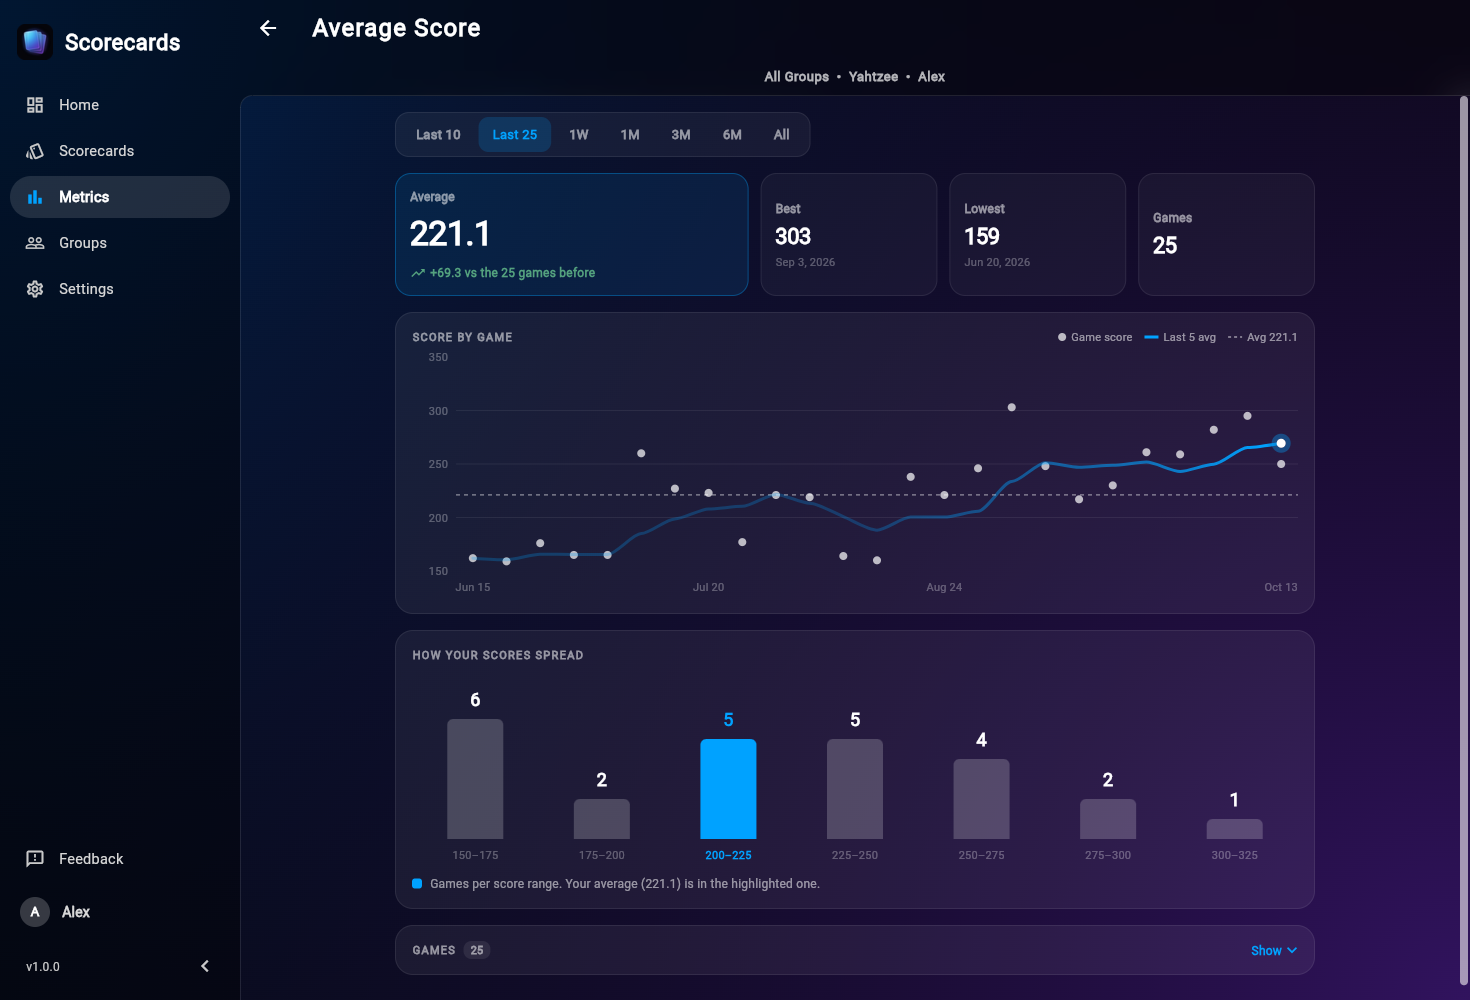 Scorecards
Home
Scorecards
Metrics
Groups
Settings
Feedback
A
Alex
v1.0.0
Average Score
All Groups • Yahtzee • Alex
Last 10 Last 25 1W 1M 3M 6M All
Average
221.1
+69.3 vs the 25 games before
Best
303
Sep 3, 2026
Lowest
159
Jun 20, 2026
Games
25
SCORE BY GAME
Game score Last 5 avg Avg 221.1
350
300
250
200
150
Jun 15 Jul 20 Aug 24 Oct 13
HOW YOUR SCORES SPREAD
6 2 5 5 4 2 1
150–175 175–200 200–225 225–250 250–275 275–300 300–325
Games per score range. Your average (221.1) is in the highlighted one.
GAMES 25
Show